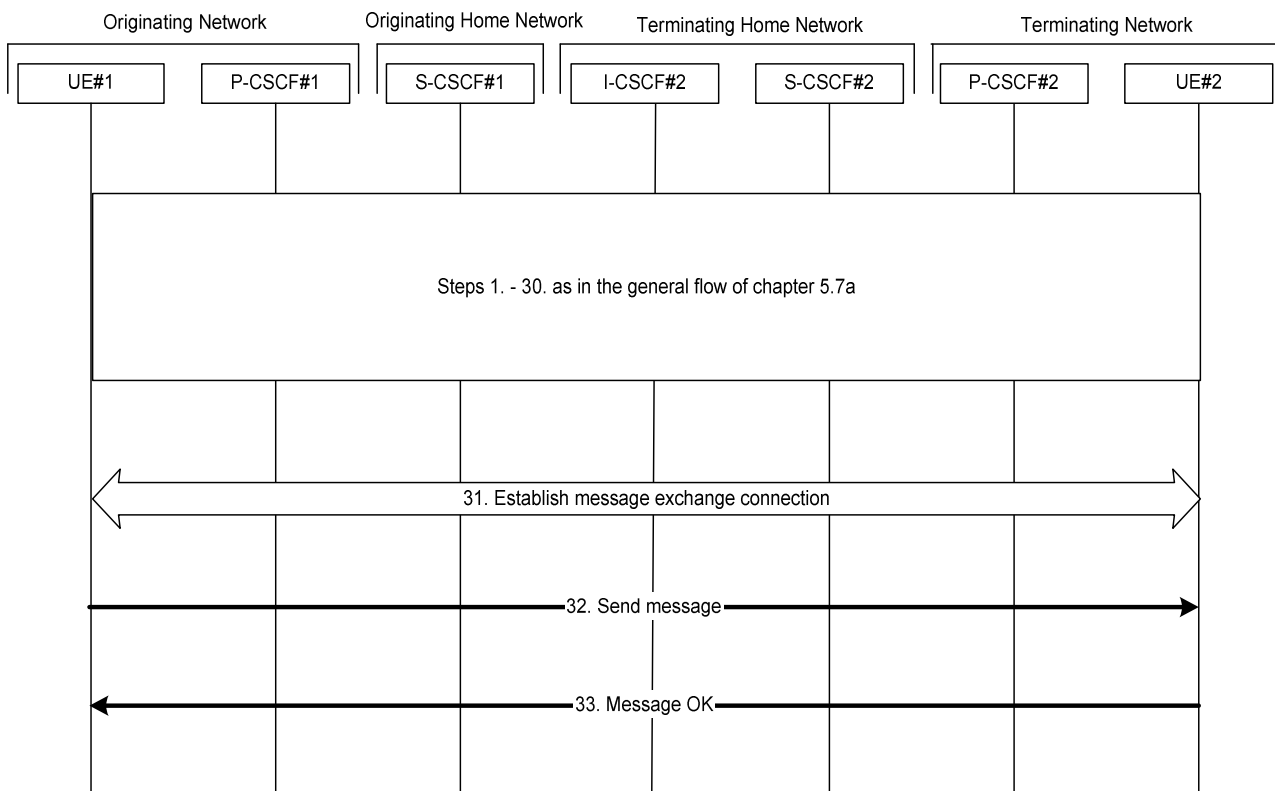 Originating Network
Originating Home Network
Terminating Home Network
Terminating Network
UE#1
P-CSCF#1
S-CSCF#1
I-CSCF#2
S-CSCF#2
P-CSCF#2
UE#2
Steps 1. - 30. as in the general flow of chapter 5.7a
31. Establish message exchange connection
32. Send message
33. Message OK